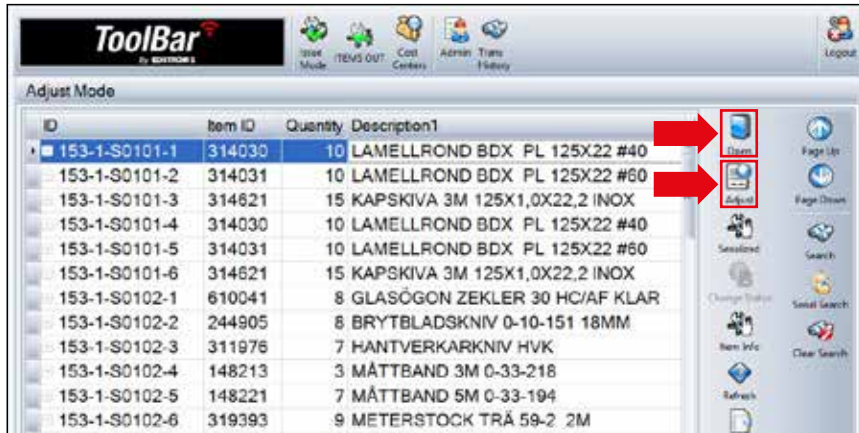 ToolBar
By EDITRONIS
Issue Mode
ITEMS OUT
Cost Centers
Admin
Trans History
Logout
Adjust Mode
ID Item ID Quantity Description1
153-1-S0101-1 314030 10 LAMELLROND BDX PL 125X22 #40
153-1-S0101-2 314031 10 LAMELLROND BDX PL 125X22 #60
153-1-S0101-3 314621 15 KAPSKIVA 3M 125X1,0X22,2 INOX
153-1-S0101-4 314030 10 LAMELLROND BDX PL 125X22 #40
153-1-S0101-5 314031 10 LAMELLROND BDX PL 125X22 #60
153-1-S0101-6 314621 15 KAPSKIVA 3M 125X1,0X22,2 INOX
153-1-S0102-1 610041 8 GLASÖGON ZEKLER 30 HC/AF KLAR
153-1-S0102-2 244905 8 BRYTBLADSKNIV 0-10-151 18MM
153-1-S0102-3 311976 7 HANTVERKARKNIV HVK
153-1-S0102-4 148213 3 MÅTTBAND 3M 0-33-218
153-1-S0102-5 148221 7 MÅTTBAND 5M 0-33-194
153-1-S0102-6 319393 9 METERSTOCK TRÄ 59-2 2M
Open
Adjust
Serialized
Change Status
Item Info
Refresh
Page Up
Page Down
Search
Serial Search
Clear Search